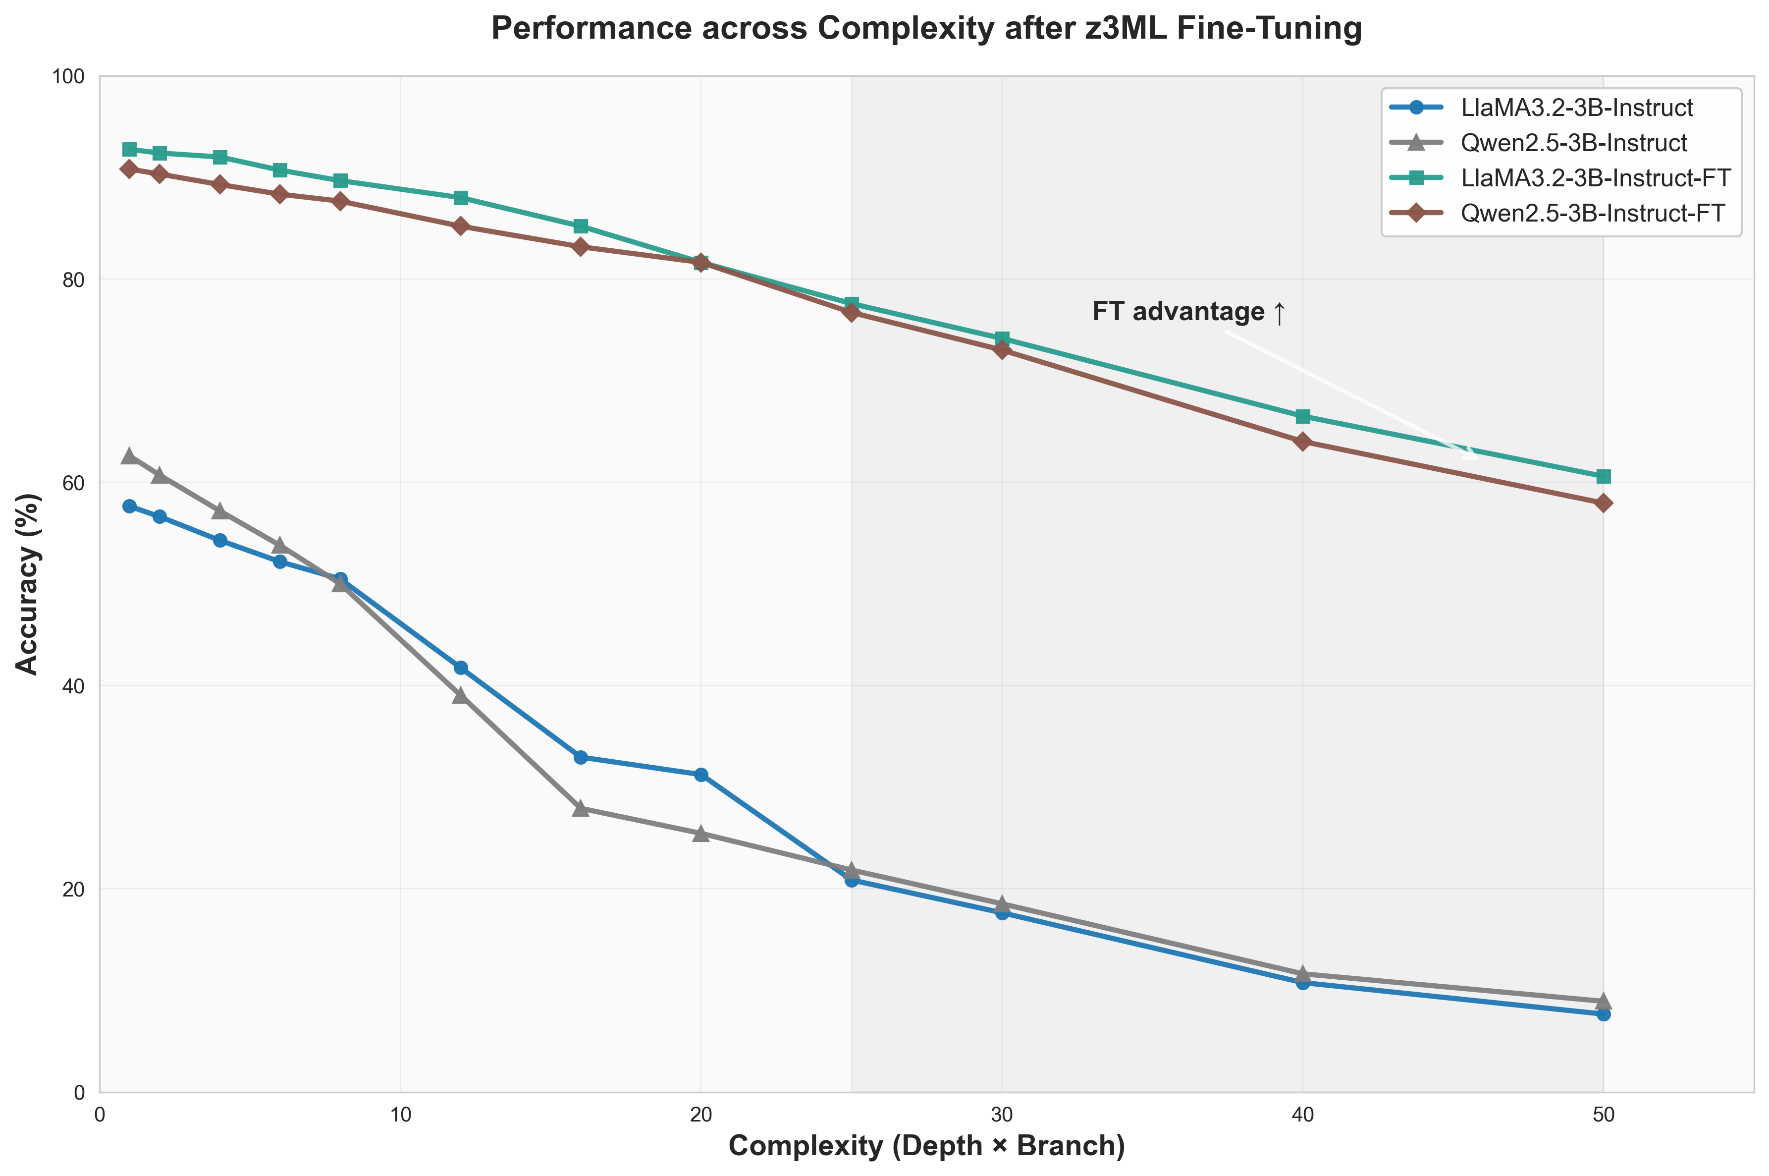 Performance across Complexity after z3ML Fine-Tuning
100
80
60
40
20
0
Accuracy (%)
LlaMA3.2-3B-Instruct
Qwen2.5-3B-Instruct
LlaMA3.2-3B-Instruct-FT
Qwen2.5-3B-Instruct-FT
FT advantage ↑
0 10 20 30 40 50
Complexity (Depth × Branch)